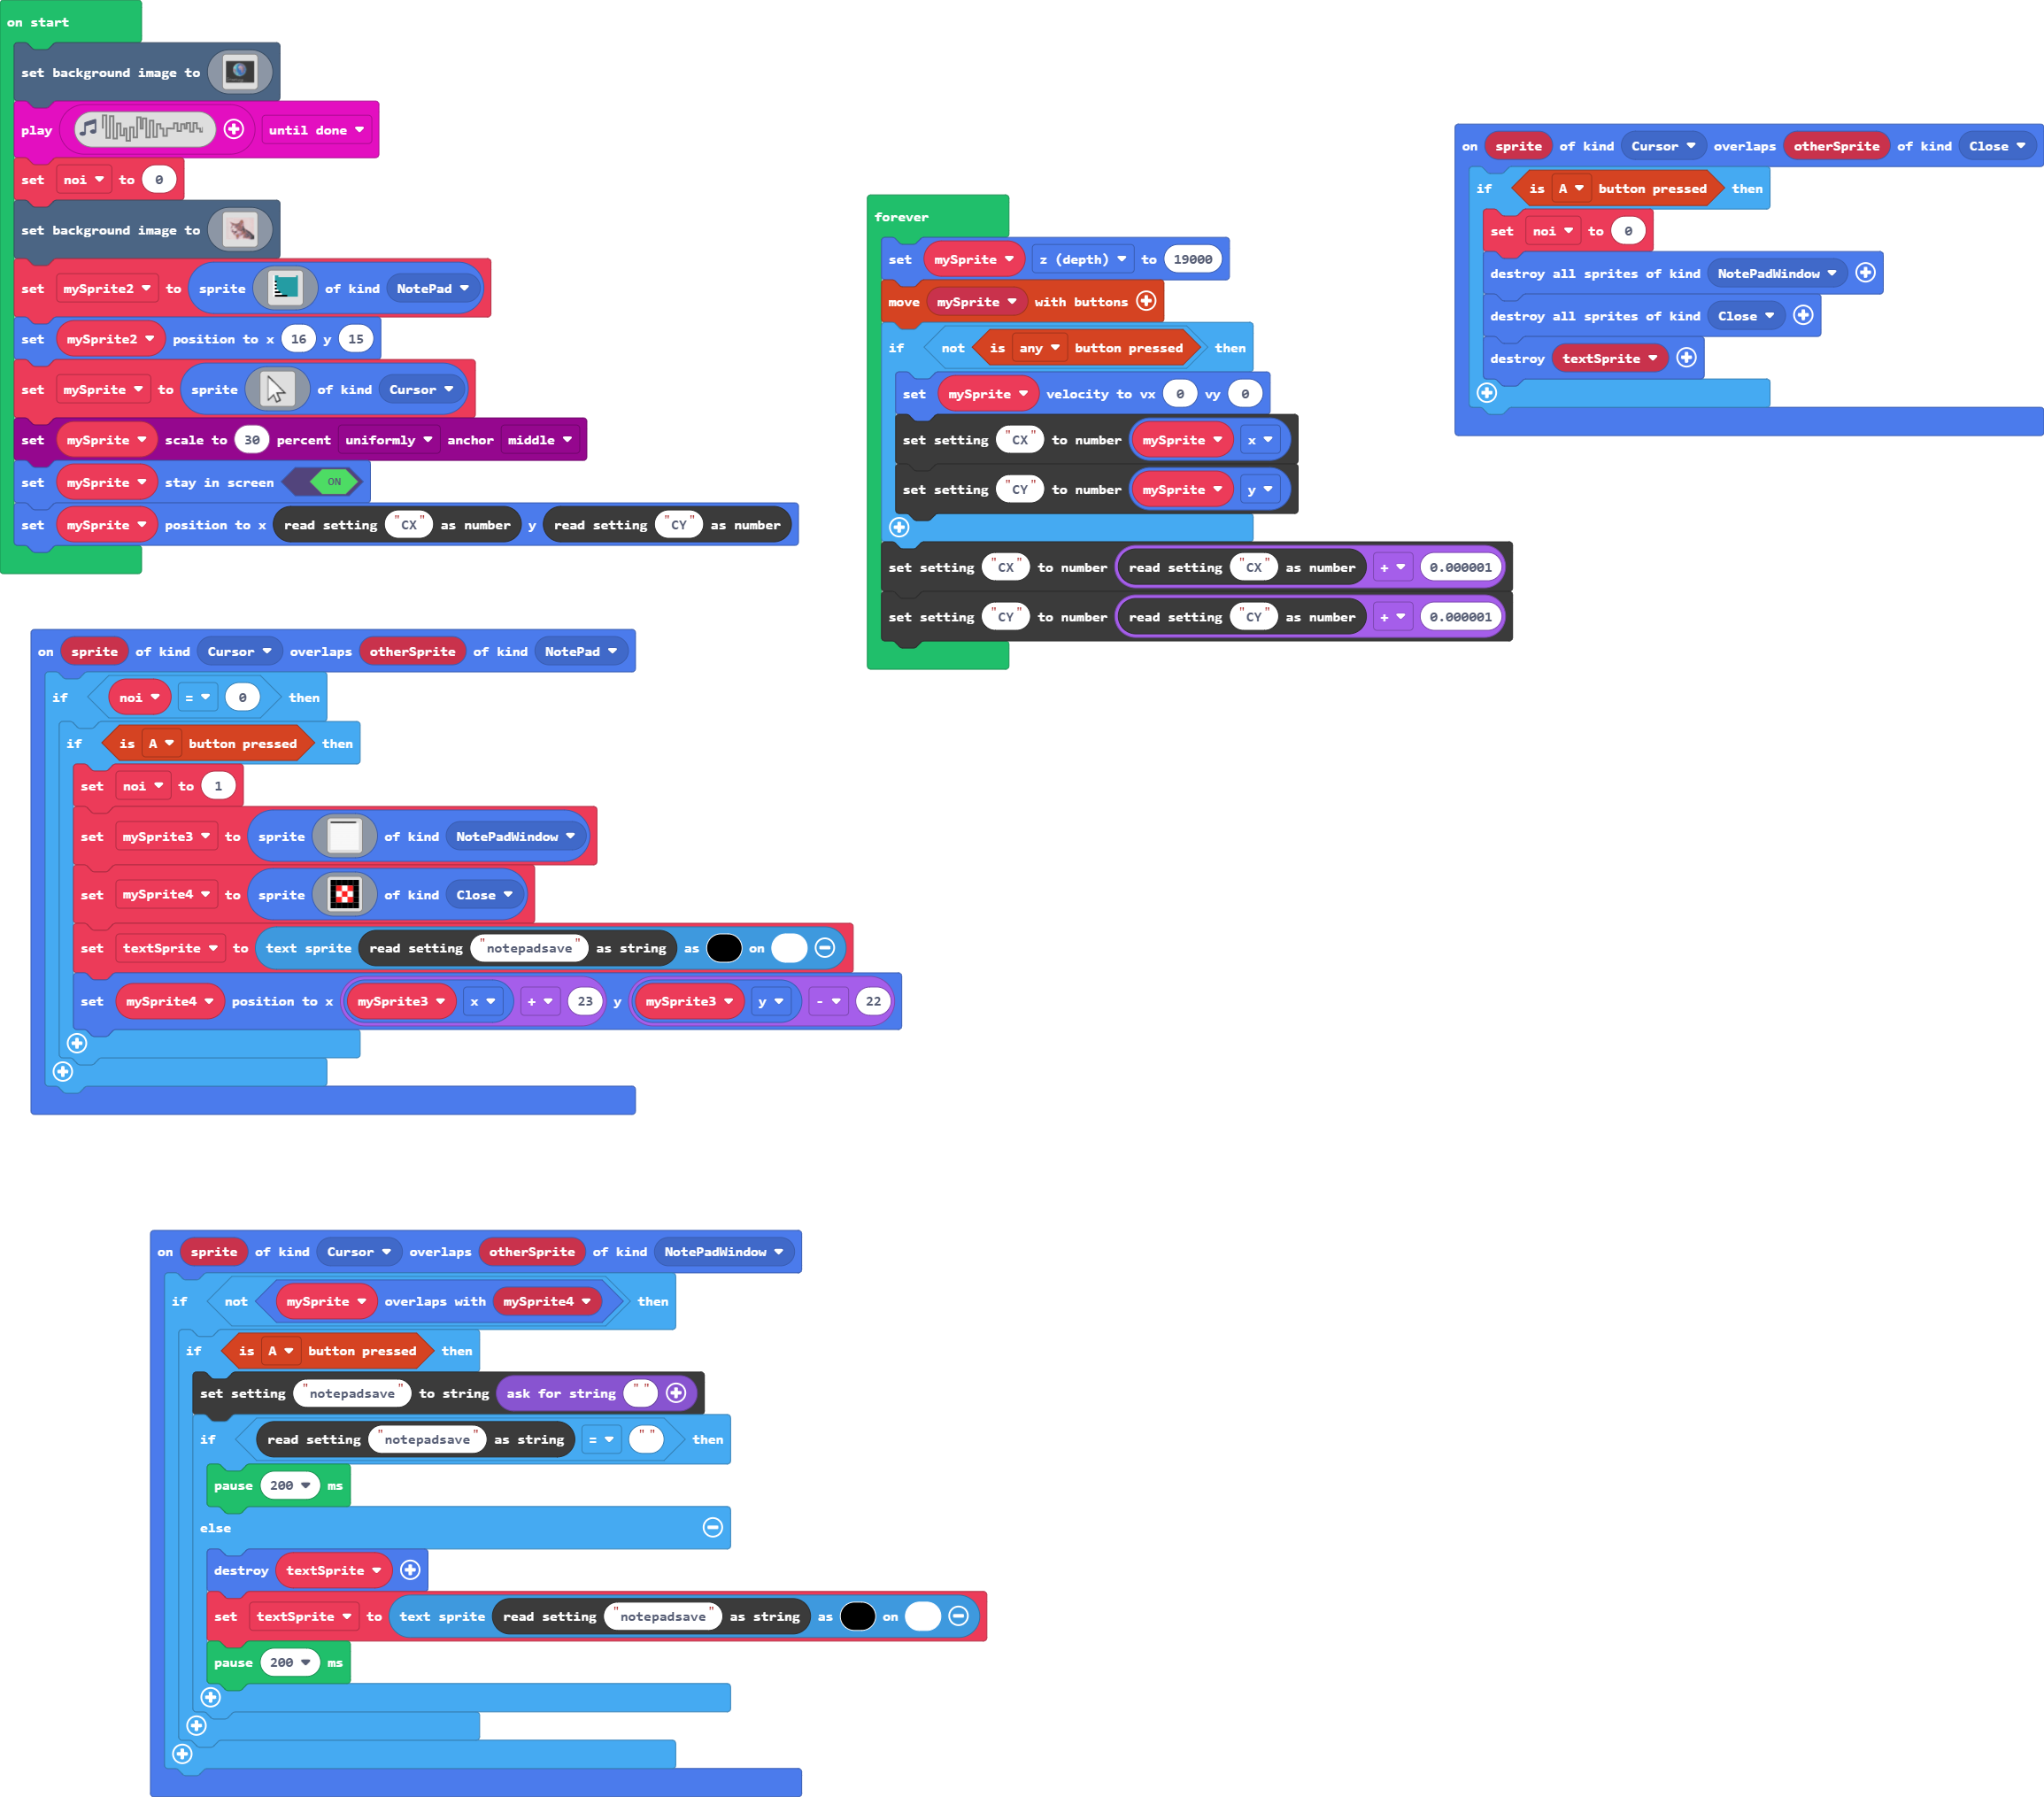 on start
set background image to
play until done
set noi to 0
set background image to
set mySprite2 to sprite of kind NotePad
set mySprite2 position to x 16 y 15
set mySprite to sprite of kind Cursor
set mySprite scale to 30 percent uniformly anchor middle
set mySprite stay in screen ON
set mySprite position to x read setting "CX" as number y read setting "CY" as number
on sprite of kind Cursor overlaps otherSprite of kind NotePad
if noi = 0 then
if is A button pressed then
set noi to 1
set mySprite3 to sprite of kind NotePadWindow
set mySprite4 to sprite of kind Close
set textSprite to text sprite read setting "notepadsave" as string as on
set mySprite4 position to x mySprite3 x + 23 y mySprite3 y - 22
forever
set mySprite z (depth) to 19000
move mySprite with buttons
if not is any button pressed then
set mySprite velocity to vx 0 vy 0
set setting "CX" to number mySprite x
set setting "CY" to number mySprite y
set setting "CX" to number read setting "CX" as number + 0.000001
set setting "CY" to number read setting "CY" as number + 0.000001
on sprite of kind Cursor overlaps otherSprite of kind Close
if is A button pressed then
set noi to 0
destroy all sprites of kind NotePadWindow
destroy all sprites of kind Close
destroy textSprite
on sprite of kind Cursor overlaps otherSprite of kind NotePadWindow
if not mySprite overlaps with mySprite4 then
if is A button pressed then
set setting "notepadsave" to string ask for string ""
if read setting "notepadsave" as string = "" then
pause 200 ms
else
destroy textSprite
set textSprite to text sprite read setting "notepadsave" as string as on
pause 200 ms